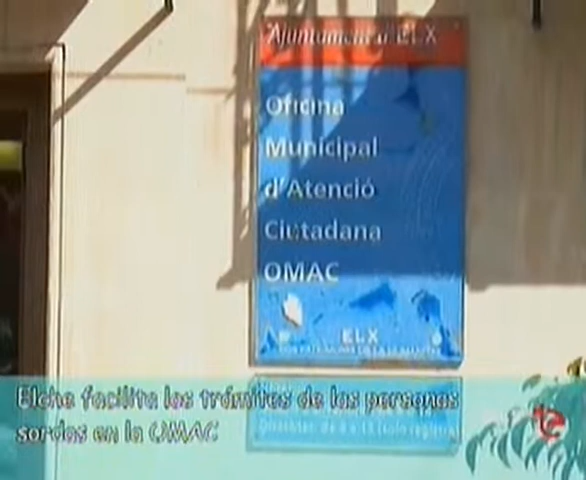 Ajuntament d'ELX
Oficina
Municipal
d'Atenció
Ciutadana
OMAC
ELX
Elche facilita los trámites de las personas
sordas en la OMAC